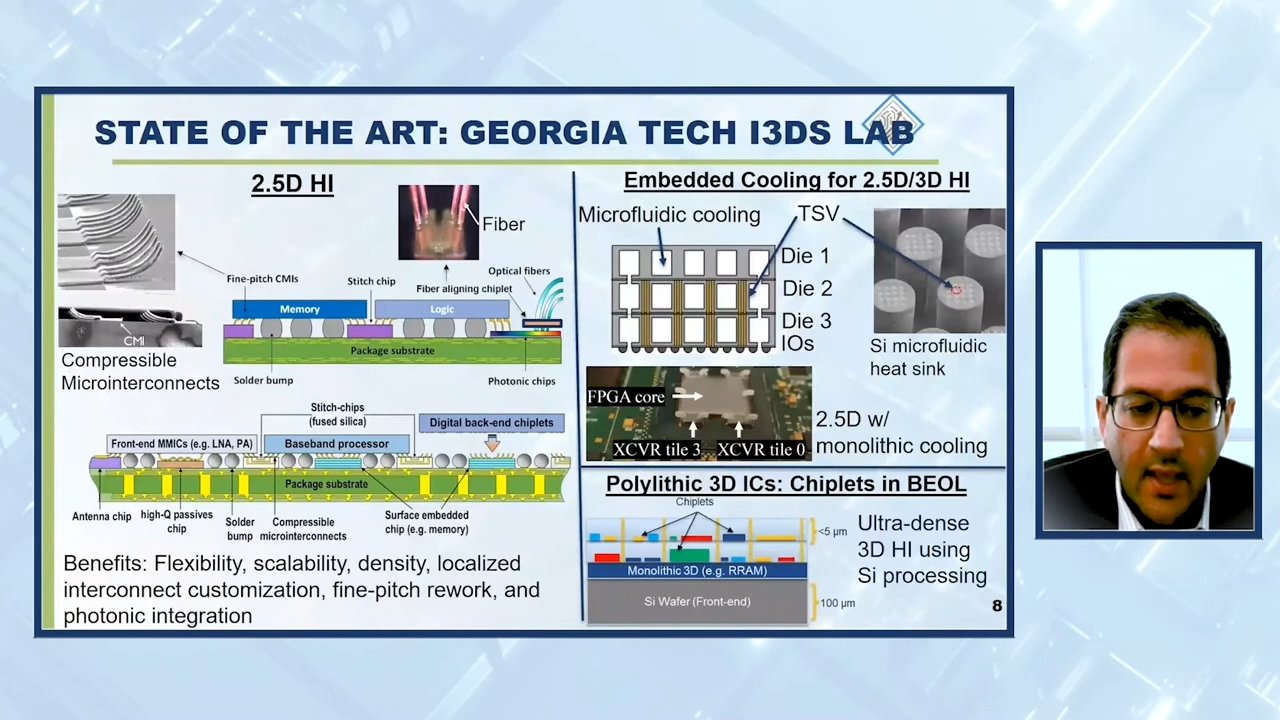 STATE OF THE ART: GEORGIA TECH I3DS LAB
2.5D HI
Fiber
Fine-pitch CMIs
Stitch chip
Fiber aligning chiplet
Optical fibers
Memory
Logic
CMI
Package substrate
Compressible
Microinterconnects
Solder bump
Photonic chips
Stitch-chips
(fused silica)
Digital back-end chiplets
Front-end MMICs (e.g. LNA, PA)
Baseband processor
Package substrate
Antenna chip
high-Q passives
chip
Solder
bump
Compressible
microinterconnects
Surface embedded
chip (e.g. memory)
Benefits: Flexibility, scalability, density, localized
interconnect customization, fine-pitch rework, and
photonic integration
Embedded Cooling for 2.5D/3D HI
Microfluidic cooling
TSV
Die 1
Die 2
Die 3
IOs
Si microfluidic
heat sink
FPGA core
XCVR tile 3
XCVR tile 0
2.5D w/
monolithic cooling
Polylithic 3D ICs: Chiplets in BEOL
Chiplets
<5 µm
Monolithic 3D (e.g. RRAM)
Si Wafer (Front-end)
100 µm
Ultra-dense
3D HI using
Si processing
8